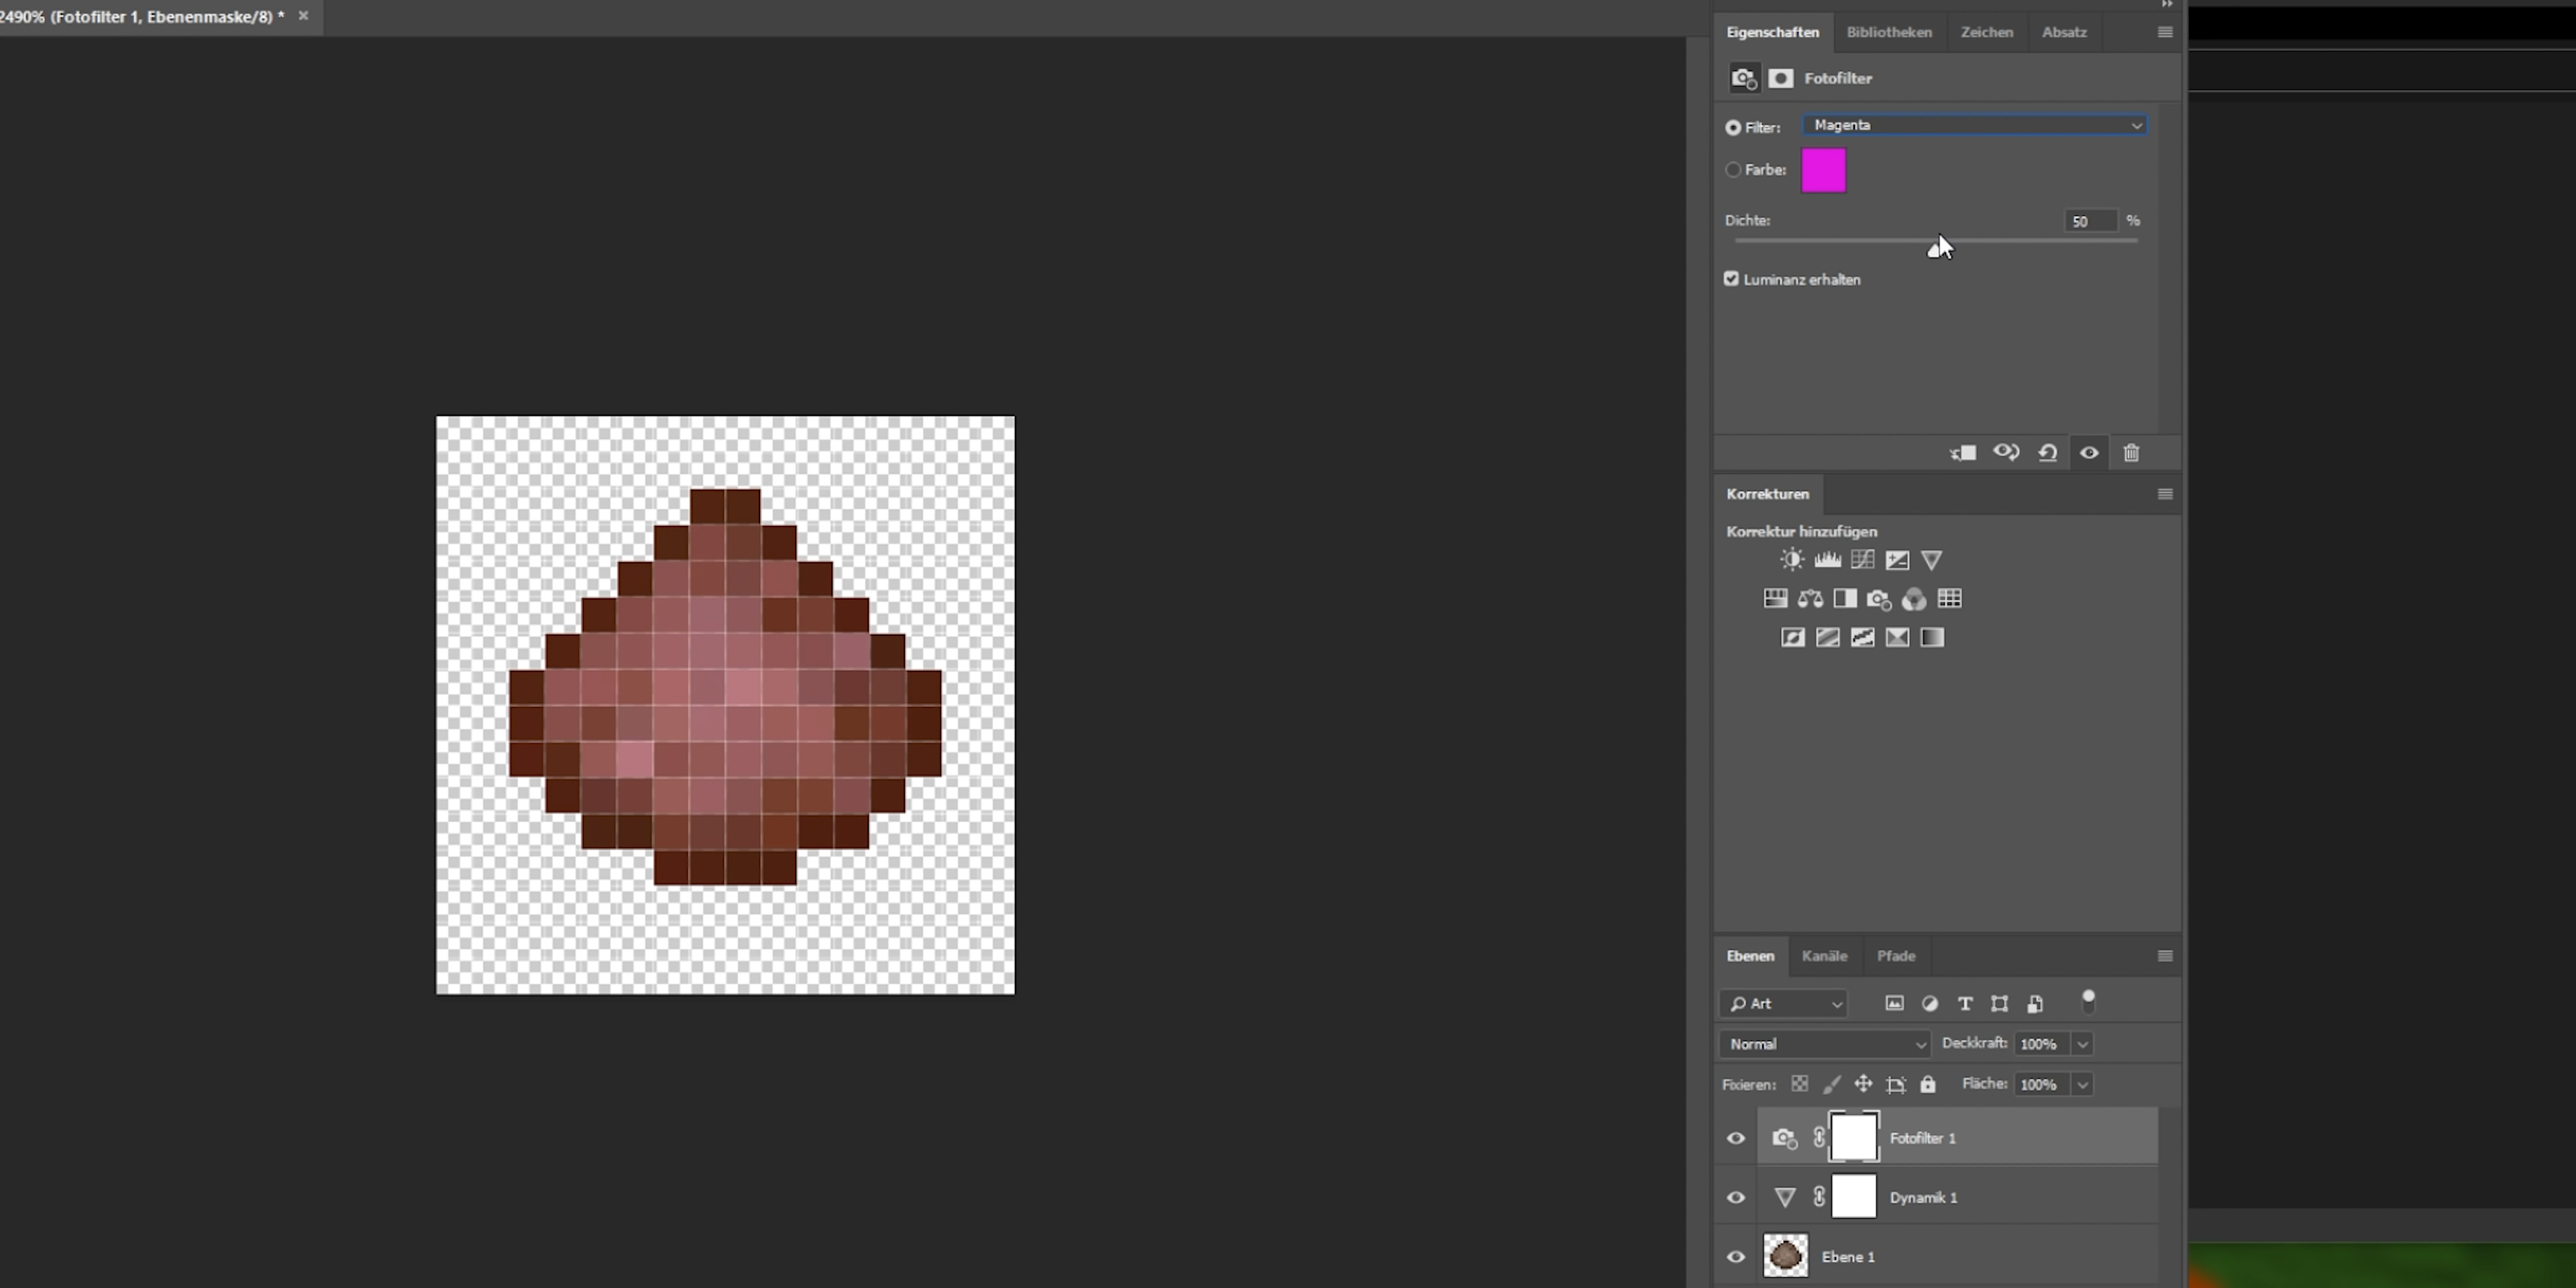 2490% (Fotofilter 1, Ebenenmaske/8) * ×
Eigenschaften Bibliotheken Zeichen Absatz
Fotofilter
Filter: Magenta
Farbe:
Dichte: 50 %
Luminanz erhalten
Korrekturen
Korrektur hinzufügen
Ebenen Kanäle Pfade
Art
Normal Deckkraft: 100%
Fixieren: Fläche: 100%
Fotofilter 1
Dynamik 1
Ebene 1